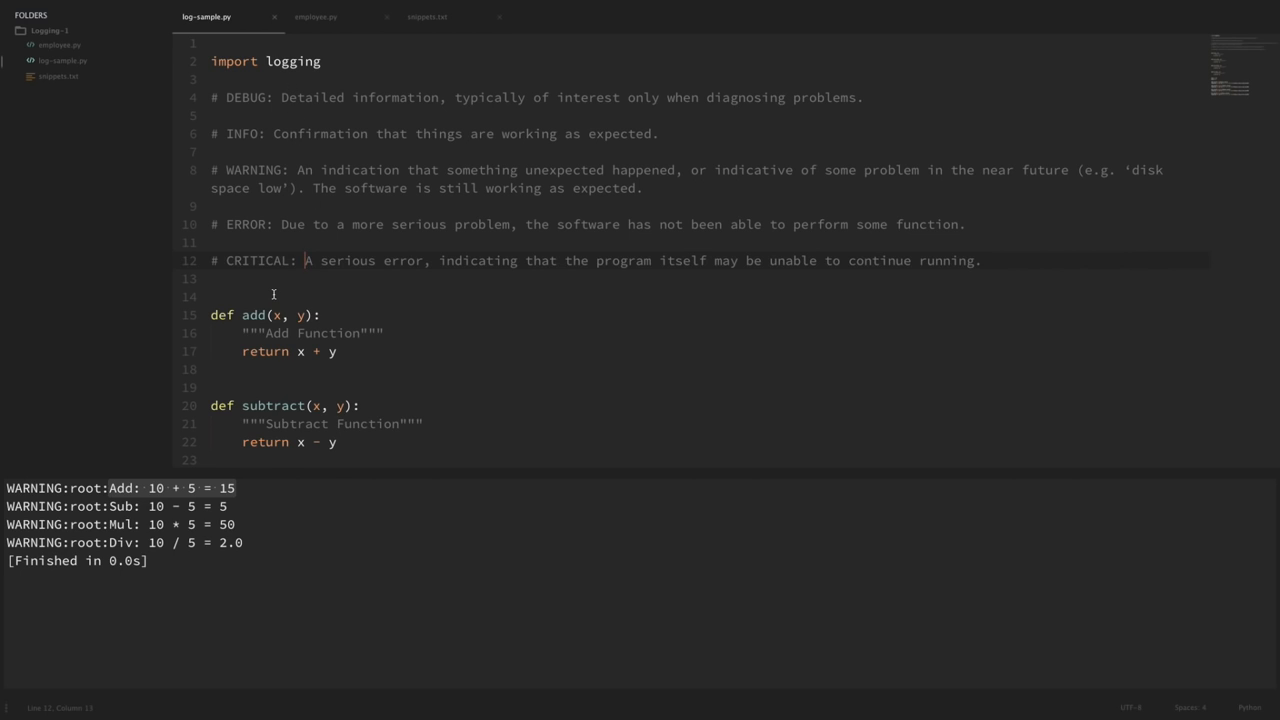 FOLDERS
Logging-1
employee.py
log-sample.py
snippets.txt
log-sample.py × employee.py × snippets.txt ×
1
2 import logging
3
4 # DEBUG: Detailed information, typically of interest only when diagnosing problems.
5
6 # INFO: Confirmation that things are working as expected.
7
8 # WARNING: An indication that something unexpected happened, or indicative of some problem in the near future (e.g. ‘disk
space low’). The software is still working as expected.
9
10 # ERROR: Due to a more serious problem, the software has not been able to perform some function.
11
12 # CRITICAL: A serious error, indicating that the program itself may be unable to continue running.
13
14
15 def add(x, y):
16 """Add Function"""
17 return x + y
18
19
20 def subtract(x, y):
21 """Subtract Function"""
22 return x - y
23
WARNING:root:Add: 10 + 5 = 15
WARNING:root:Sub: 10 - 5 = 5
WARNING:root:Mul: 10 * 5 = 50
WARNING:root:Div: 10 / 5 = 2.0
[Finished in 0.0s]
Line 12, Column 13 UTF-8 Spaces: 4 Python